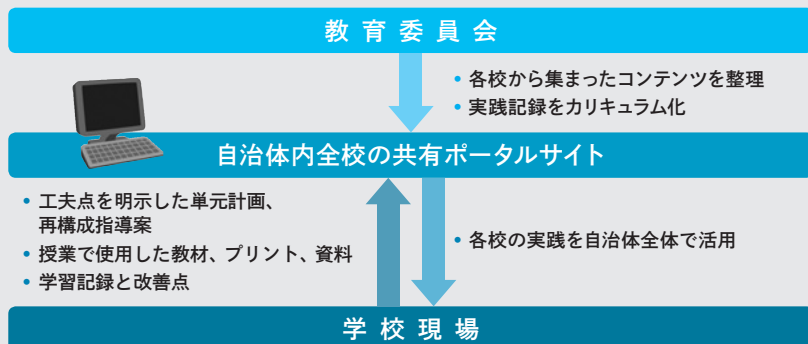 教育委員会
• 各校から集まったコンテンツを整理
• 実践記録をカリキュラム化
自治体内全校の共有ポータルサイト
• 工夫点を明示した単元計画、
再構成指導案
• 授業で使用した教材、プリント、資料
• 学習記録と改善点
• 各校の実践を自治体全体で活用
学校現場